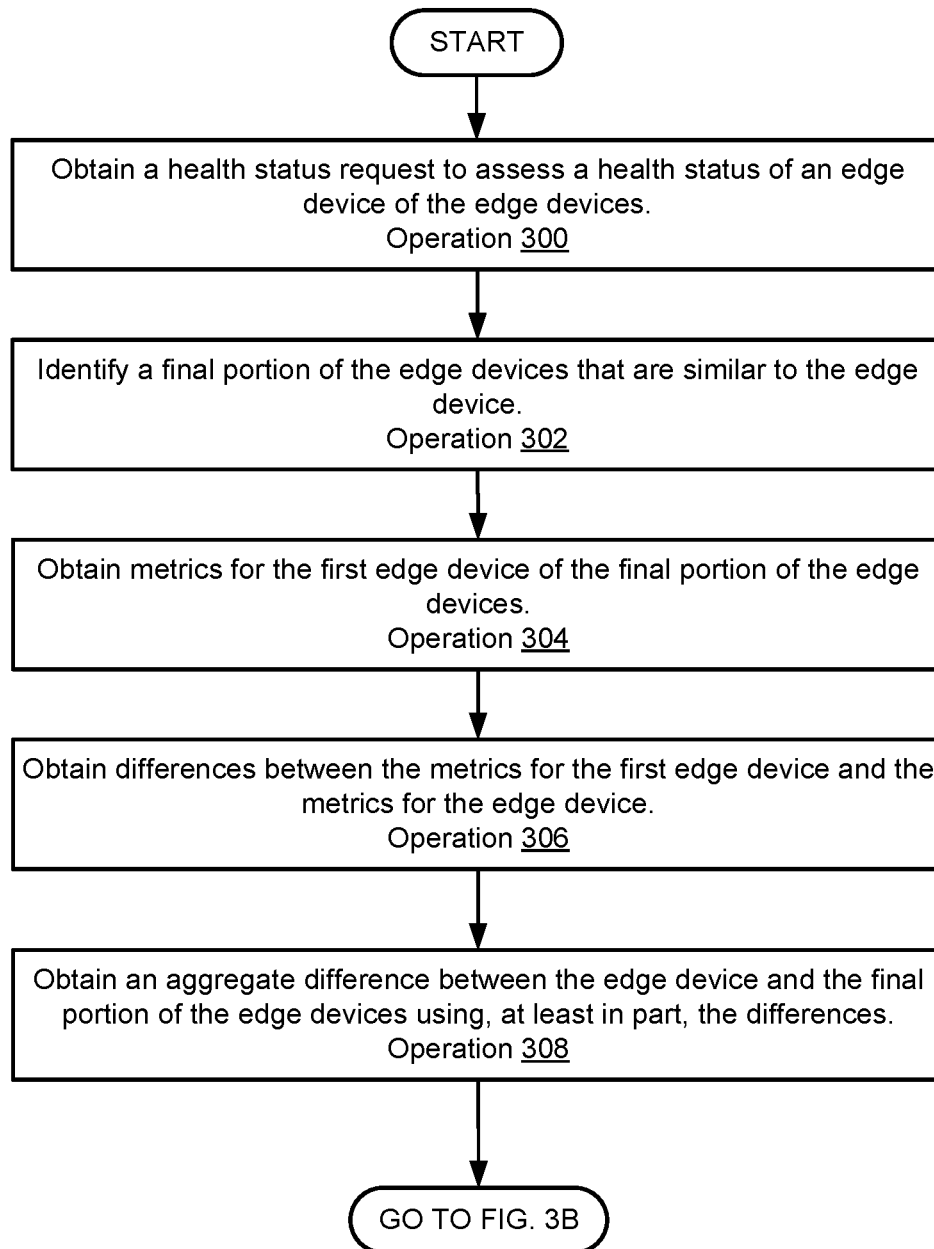 START
Obtain a health status request to assess a health status of an edge
device of the edge devices.
Operation 300
Identify a final portion of the edge devices that are similar to the edge
device.
Operation 302
Obtain metrics for the first edge device of the final portion of the edge
devices.
Operation 304
Obtain differences between the metrics for the first edge device and the
metrics for the edge device.
Operation 306
Obtain an aggregate difference between the edge device and the final
portion of the edge devices using, at least in part, the differences.
Operation 308
GO TO FIG. 3B